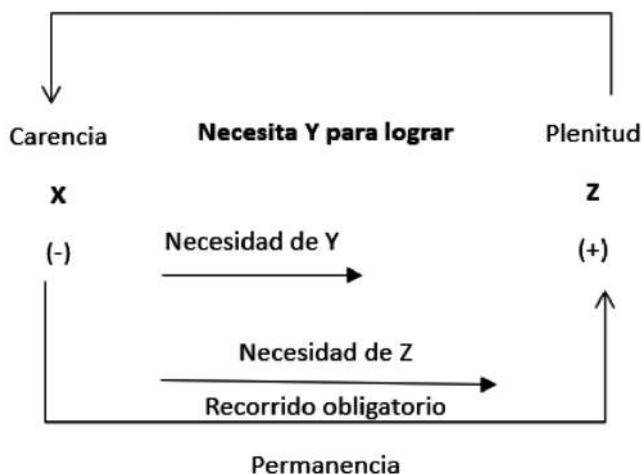 Carencia Necesita Y para lograr Plenitud
X Z
(-) Necesidad de Y (+)
Necesidad de Z
Recorrido obligatorio
Permanencia